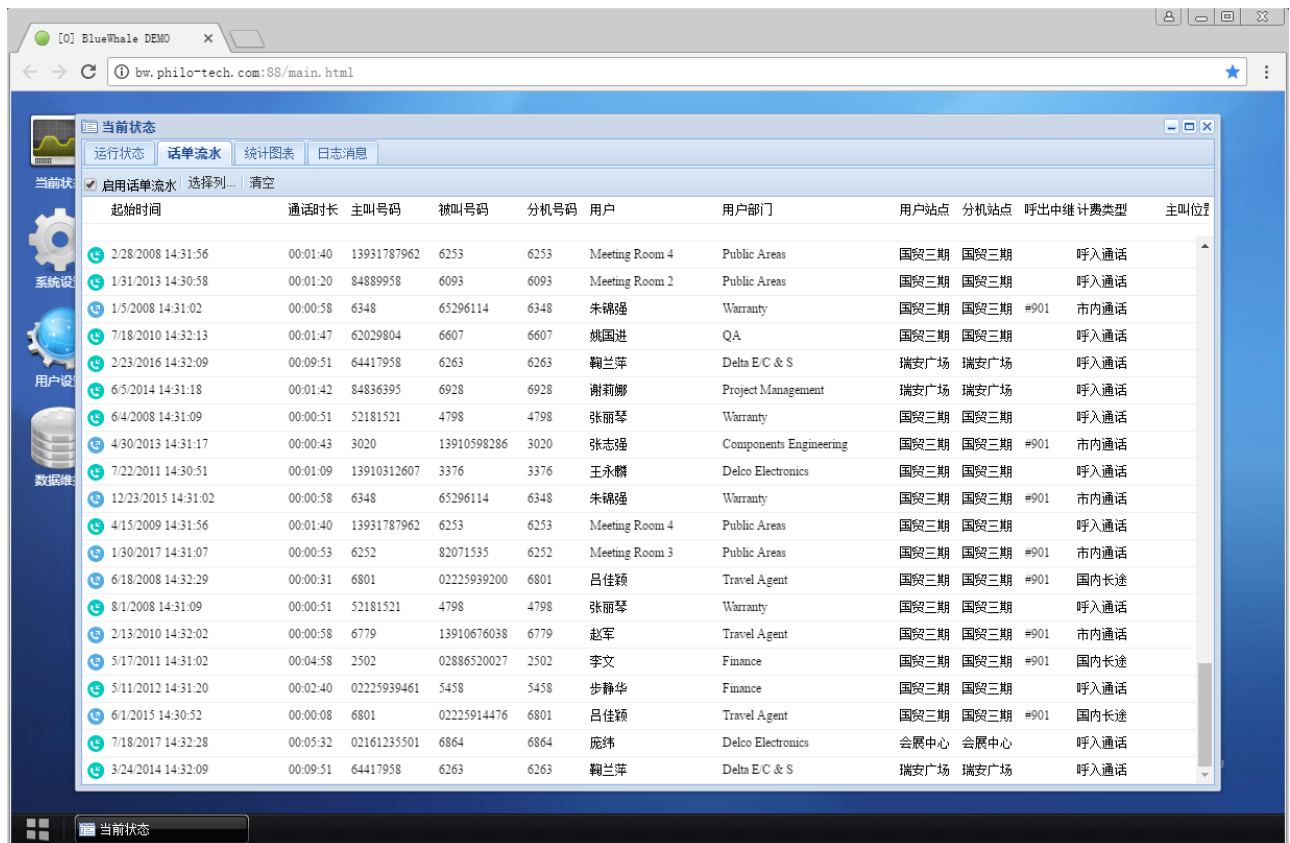 [0] BlueWhale DEMO
bw.philo-tech.com:88/main.html
当前状态
运行状态 话单流水 统计图表 日志消息
启用话单流水 选择列... 清空
当前状
系统设
用户设
数据维
起始时间 通话时长 主叫号码 被叫号码 分机号码 用户 用户部门 用户站点 分机站点 呼出中继 计费类型 主叫位置
2/28/2008 14:31:56 00:01:40 13931787962 6253 6253 Meeting Room 4 Public Areas 国贸三期 国贸三期 呼入通话
1/31/2013 14:30:58 00:01:20 84889958 6093 6093 Meeting Room 2 Public Areas 国贸三期 国贸三期 呼入通话
1/5/2008 14:31:02 00:00:58 6348 65296114 6348 朱锦强 Warranty 国贸三期 国贸三期 #901 市内通话
7/18/2010 14:32:13 00:01:47 62029804 6607 6607 姚国进 QA 国贸三期 国贸三期 呼入通话
2/23/2016 14:32:09 00:09:51 64417958 6263 6263 鞠兰萍 Delta E/C & S 瑞安广场 瑞安广场 呼入通话
6/5/2014 14:31:18 00:01:42 84836395 6928 6928 谢莉娜 Project Management 瑞安广场 瑞安广场 呼入通话
6/4/2008 14:31:09 00:00:51 52181521 4798 4798 张丽琴 Warranty 国贸三期 国贸三期 呼入通话
4/30/2013 14:31:17 00:00:43 3020 13910598286 3020 张志强 Components Engineering 国贸三期 国贸三期 #901 市内通话
7/22/2011 14:30:51 00:01:09 13910312607 3376 3376 王永麟 Delco Electronics 国贸三期 国贸三期 呼入通话
12/23/2015 14:31:02 00:00:58 6348 65296114 6348 朱锦强 Warranty 国贸三期 国贸三期 #901 市内通话
4/15/2009 14:31:56 00:01:40 13931787962 6253 6253 Meeting Room 4 Public Areas 国贸三期 国贸三期 呼入通话
1/30/2017 14:31:07 00:00:53 6252 82071535 6252 Meeting Room 3 Public Areas 国贸三期 国贸三期 #901 市内通话
6/18/2008 14:32:29 00:00:31 6801 02225939200 6801 吕佳颖 Travel Agent 国贸三期 国贸三期 #901 国内长途
8/1/2008 14:31:09 00:00:51 52181521 4798 4798 张丽琴 Warranty 国贸三期 国贸三期 呼入通话
2/13/2010 14:32:02 00:00:58 6779 13910676038 6779 赵军 Travel Agent 国贸三期 国贸三期 #901 市内通话
5/17/2011 14:31:02 00:04:58 2502 02886520027 2502 李文 Finance 国贸三期 国贸三期 #901 国内长途
5/11/2012 14:31:20 00:02:40 02225939461 5458 5458 步静华 Finance 国贸三期 国贸三期 呼入通话
6/1/2015 14:30:52 00:00:08 6801 02225914476 6801 吕佳颖 Travel Agent 国贸三期 国贸三期 #901 国内长途
7/18/2017 14:32:28 00:05:32 02161235501 6864 6864 庞纬 Delco Electronics 会展中心 会展中心 呼入通话
3/24/2014 14:32:09 00:09:51 64417958 6263 6263 鞠兰萍 Delta E/C & S 瑞安广场 瑞安广场 呼入通话
当前状态